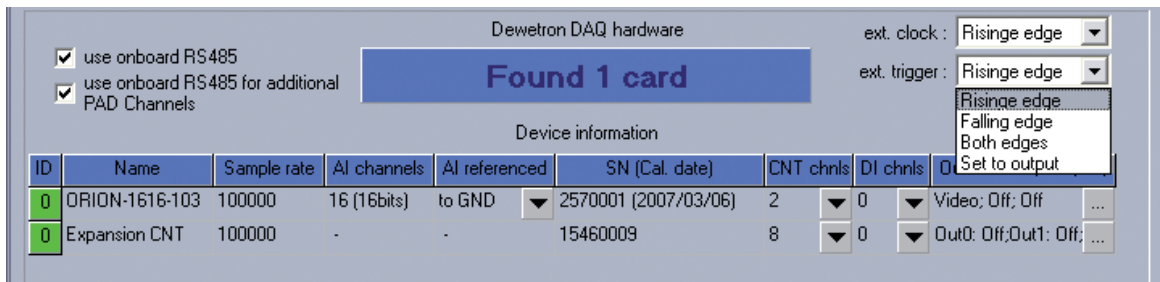 Dewetron DAQ hardware
ext. clock : Risinge edge
use onboard RS485
use onboard RS485 for additional
PAD Channels
Found 1 card
ext. trigger : Risinge edge
Risinge edge
Falling edge
Both edges
Set to output
Device information
ID Name Sample rate AI channels AI referenced SN (Cal. date) CNT chnls DI chnls
0 ORION-1616-103 100000 16 (16bits) to GND 2570001 (2007/03/06) 2 0 Video; Off; Off ...
0 Expansion CNT 100000 - - 15460009 8 0 Out0: Off;Out1: Off; ...